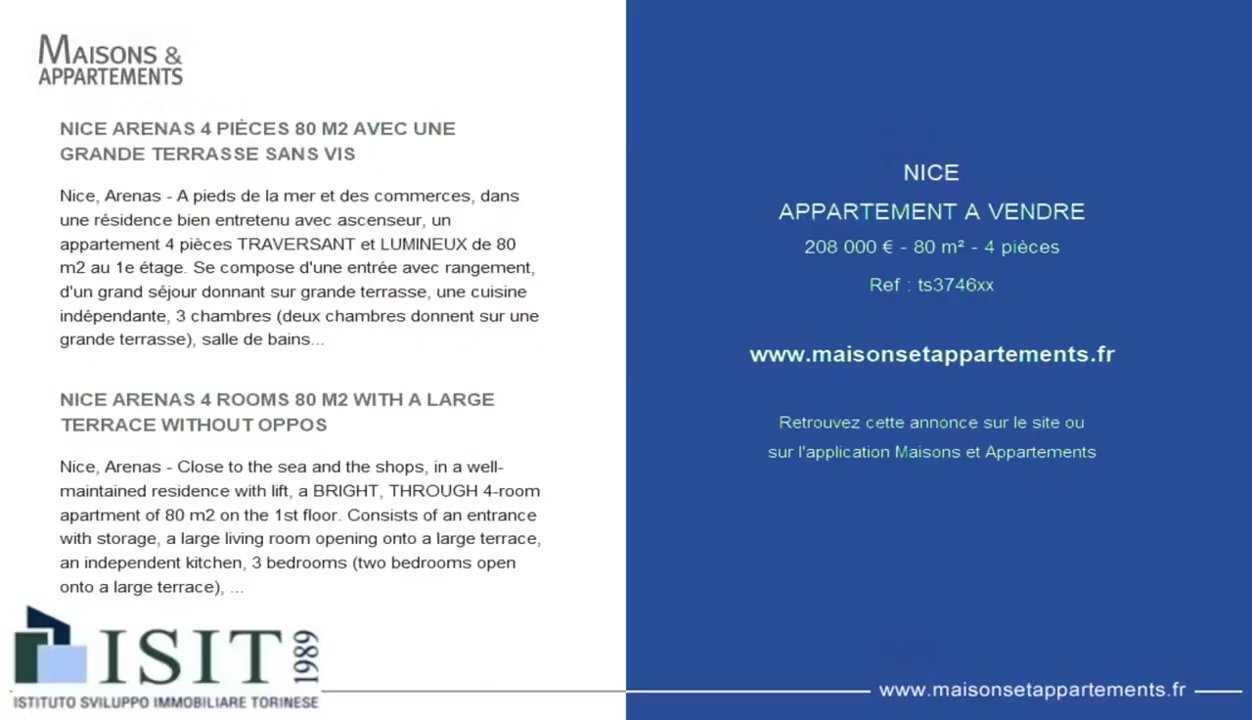 MAISONS &
APPARTEMENTS
NICE ARENAS 4 PIÈCES 80 M2 AVEC UNE
GRANDE TERRASSE SANS VIS
Nice, Arenas - A pieds de la mer et des commerces, dans
une résidence bien entretenu avec ascenseur, un
appartement 4 pièces TRAVERSANT et LUMINEUX de 80
m2 au 1e étage. Se compose d'une entrée avec rangement,
d'un grand séjour donnant sur grande terrasse, une cuisine
indépendante, 3 chambres (deux chambres donnent sur une
grande terrasse), salle de bains...
NICE ARENAS 4 ROOMS 80 M2 WITH A LARGE
TERRACE WITHOUT OPPOS
Nice, Arenas - Close to the sea and the shops, in a well-
maintained residence with lift, a BRIGHT, THROUGH 4-room
apartment of 80 m2 on the 1st floor. Consists of an entrance
with storage, a large living room opening onto a large terrace,
an independent kitchen, 3 bedrooms (two bedrooms open
onto a large terrace), ...
ISIT 1989
ISTITUTO SVILUPPO IMMOBILIARE TORINESE
NICE
APPARTEMENT A VENDRE
208 000 € - 80 m² - 4 pièces
Ref : ts3746xx
www.maisonsetappartements.fr
Retrouvez cette annonce sur le site ou
sur l'application Maisons et Appartements
www.maisonsetappartements.fr